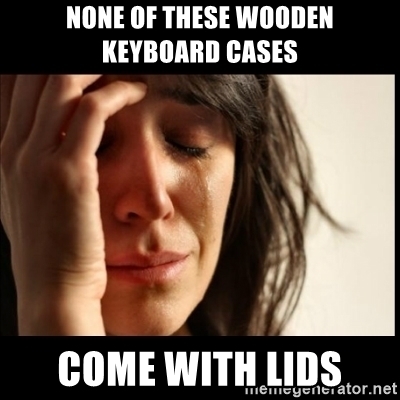 NONE OF THESE WOODEN
KEYBOARD CASES
COME WITH LIDS
memegenerator.net